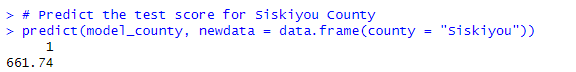 > # Predict the test score for Siskiyou County
> predict(model_county, newdata = data.frame(county = "Siskiyou"))
     1
661.74